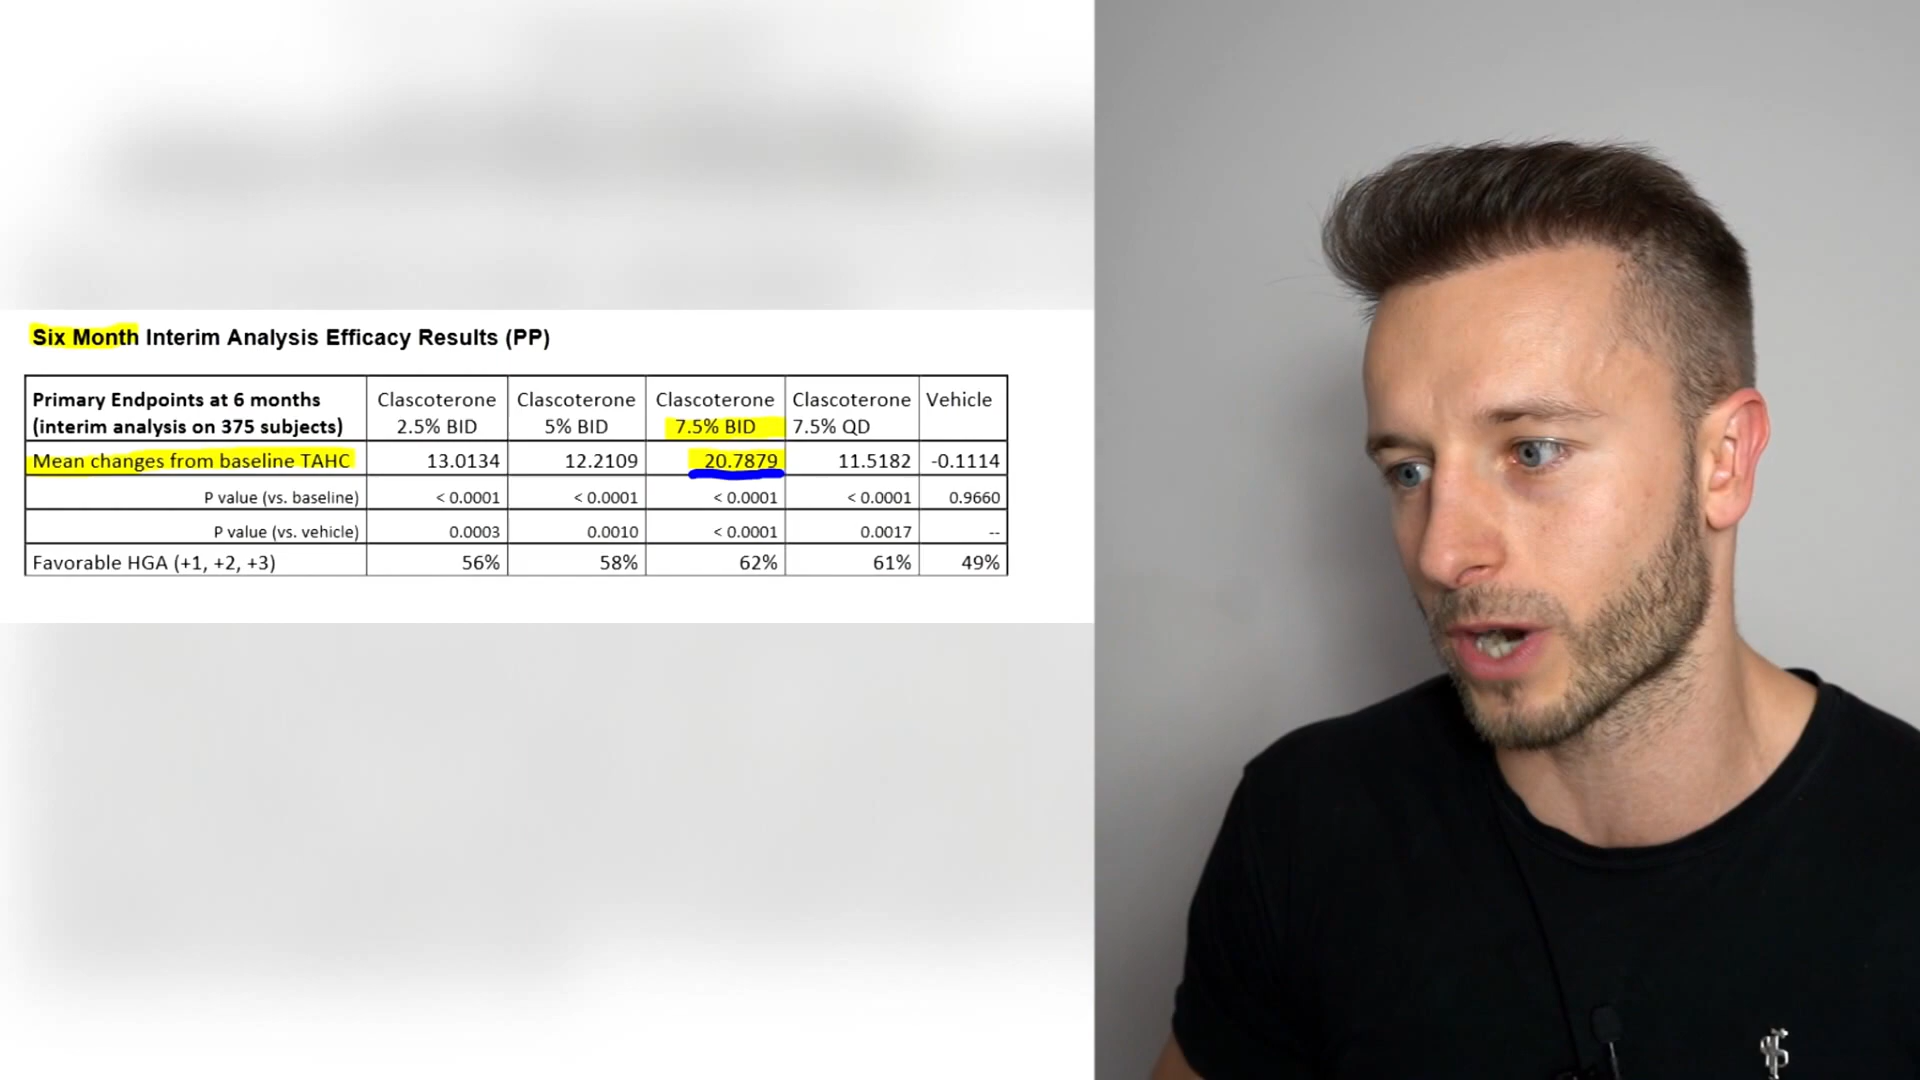 Six Month Interim Analysis Efficacy Results (PP)
Primary Endpoints at 6 months (interim analysis on 375 subjects) Clascoterone 2.5% BID Clascoterone 5% BID Clascoterone 7.5% BID Clascoterone 7.5% QD Vehicle
Mean changes from baseline TAHC 13.0134 12.2109 20.7879 11.5182 -0.1114
P value (vs. baseline) < 0.0001 < 0.0001 < 0.0001 < 0.0001 0.9660
P value (vs. vehicle) 0.0003 0.0010 < 0.0001 0.0017 --
Favorable HGA (+1, +2, +3) 56% 58% 62% 61% 49%